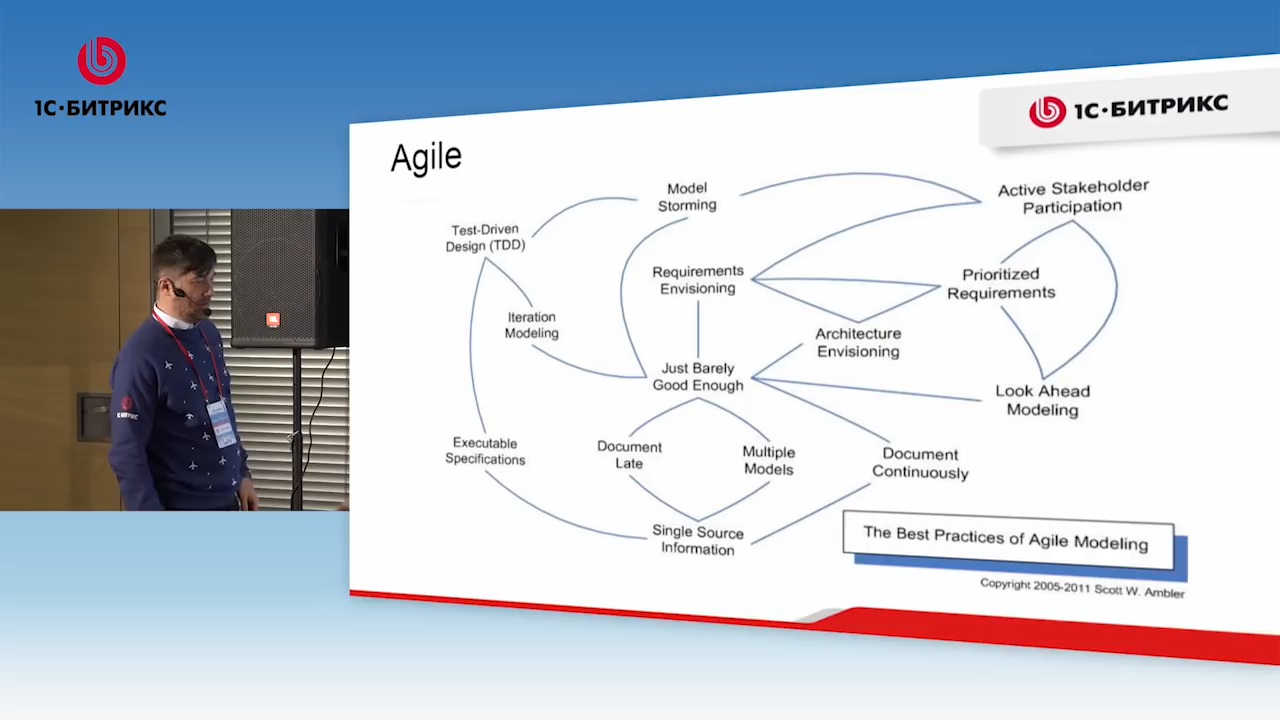 1С·БИТРИКС
1С·БИТРИКС
Agile
Model
Storming
Active Stakeholder
Participation
Test-Driven
Design (TDD)
Requirements
Envisioning
Prioritized
Requirements
Iteration
Modeling
Architecture
Envisioning
Just Barely
Good Enough
Look Ahead
Modeling
Executable
Specifications
Document
Late
Multiple
Models
Document
Continuously
Single Source
Information
The Best Practices of Agile Modeling
Copyright 2005-2011 Scott W. Ambler
БИТРИКС
JBL